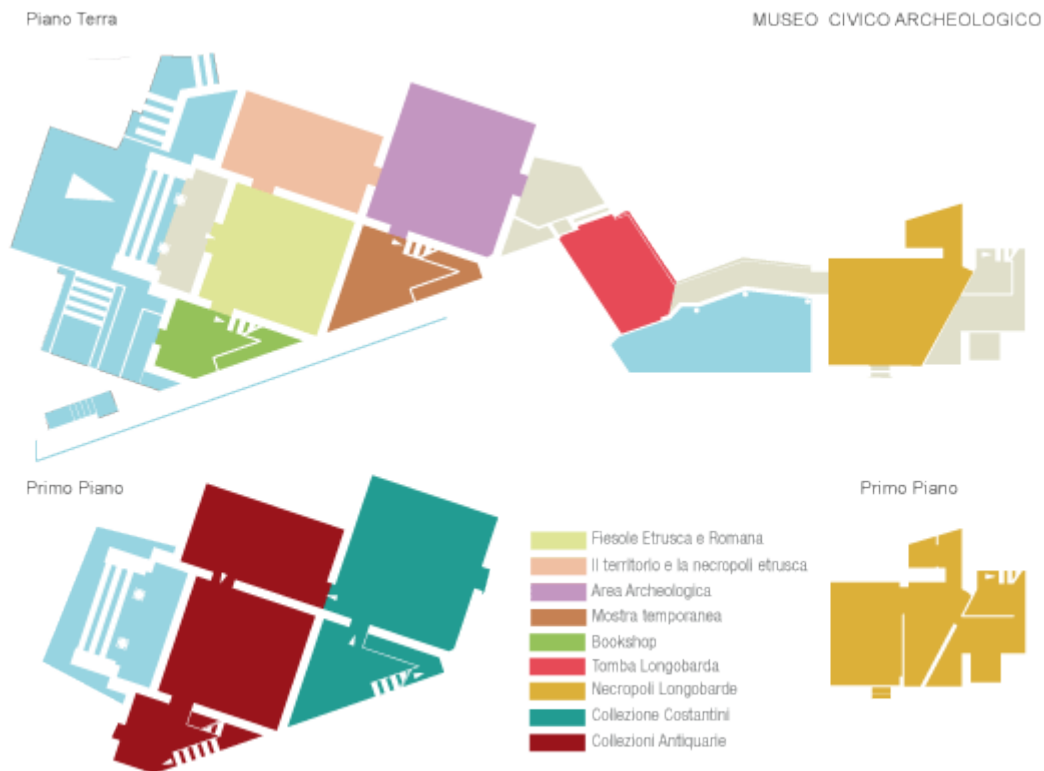 Piano Terra
MUSEO CIVICO ARCHEOLOGICO
Primo Piano
Primo Piano
Fiesole Etrusca e Romana
Il territorio e la necropoli etrusca
Area Archeologica
Mostra temporanea
Bookshop
Tomba Longobarda
Necropoli Longobarde
Collezione Costantini
Collezioni Antiquarie